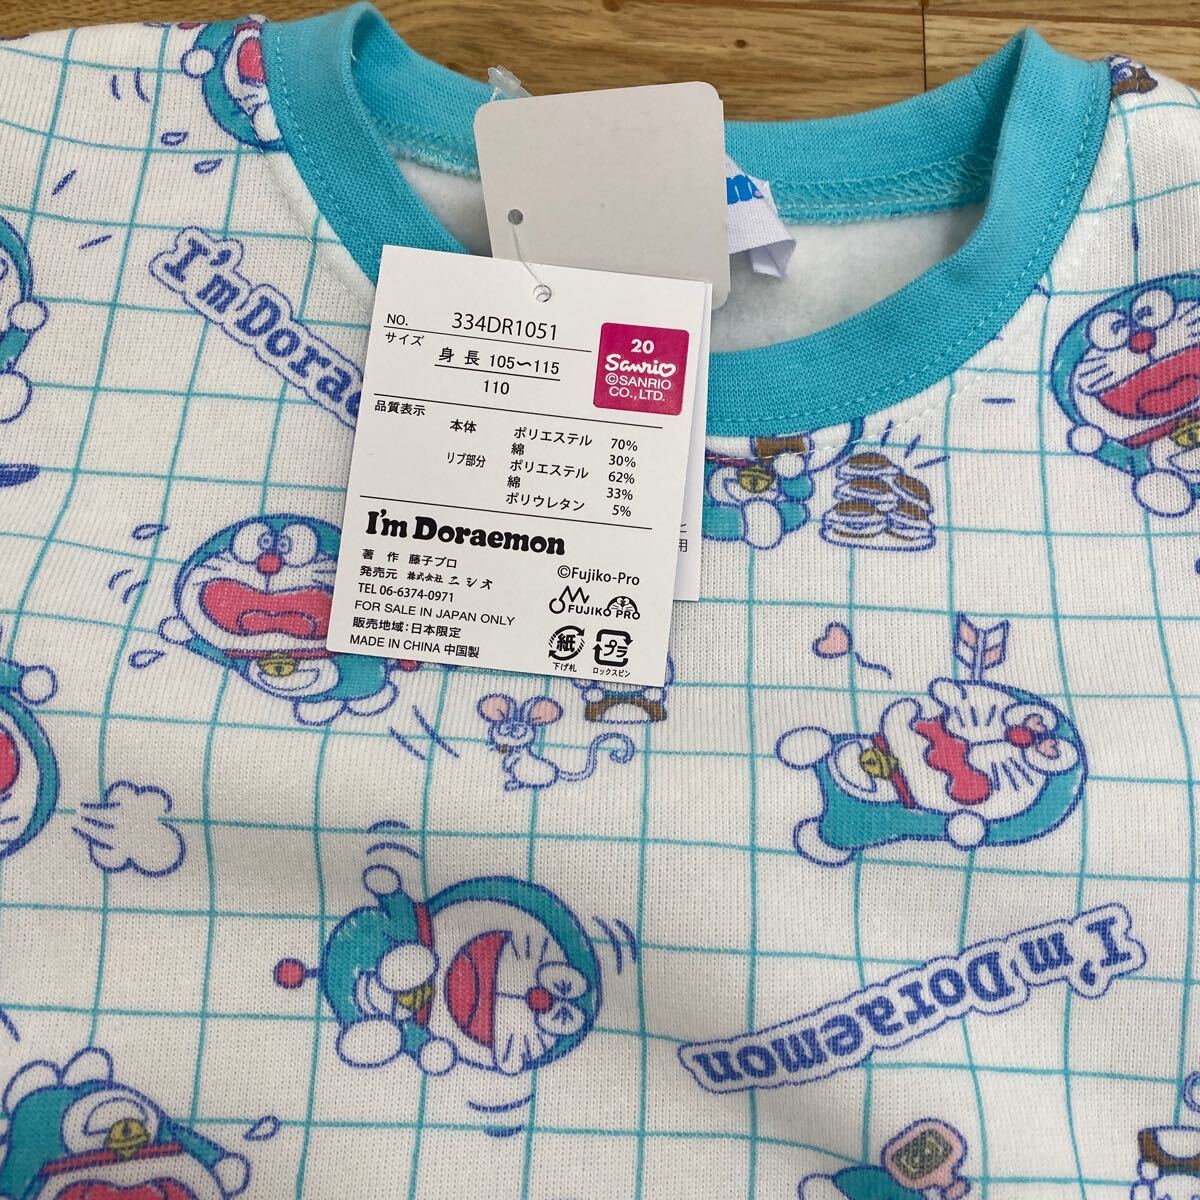 I'm Dorae
NO. 334DR1051
サイズ
身長 105〜115
110
20
Sanrio
©SANRIO
CO., LTD.
品質表示
本体 ポリエステル 70%
綿 30%
リブ部分 ポリエステル 62%
綿 33%
ポリウレタン 5%
I'm Doraemon
著 作 藤子プロ
発売元 株式会社 ニシオ
TEL 06-6374-0971
FOR SALE IN JAPAN ONLY
販売地域:日本限定
MADE IN CHINA 中国製
©Fujiko-Pro
FUJIKO PRO
紙
下げ札
プラ
ロックスピン
用
I'm Doraemon